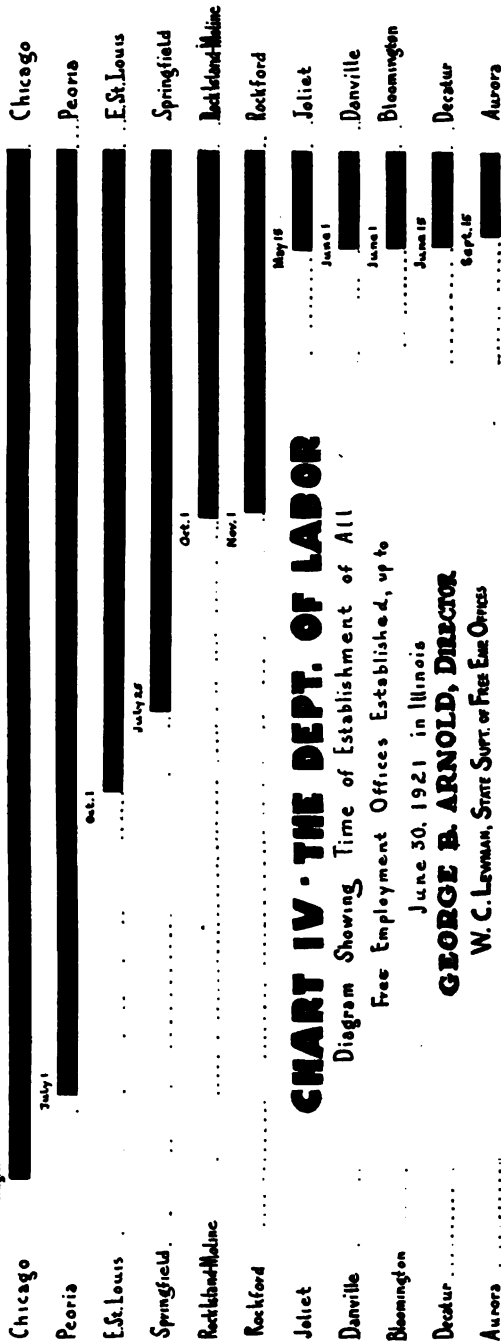 Chicago Chicago
July 1
Peoria Peoria
Oct. 1
E.St.Louis E.St.Louis
July 25
Springfield Springfield
Oct. 1
Rock Island-Moline Rock Island-Moline
Nov. 1
Rockford Rockford
May 15
Joliet Joliet
June 1
Danville Danville
June 1
Bloomington Bloomington
June 15
Decatur Decatur
Sept. 15
Aurora Aurora
CHART IV · THE DEPT. OF LABOR
Diagram Showing Time of Establishment of All
Free Employment Offices Established, up to
June 30, 1921 in Illinois
GEORGE B. ARNOLD, DIRECTOR
W. C. LEWMAN, STATE SUPT. OF FREE EMP. OFFICES